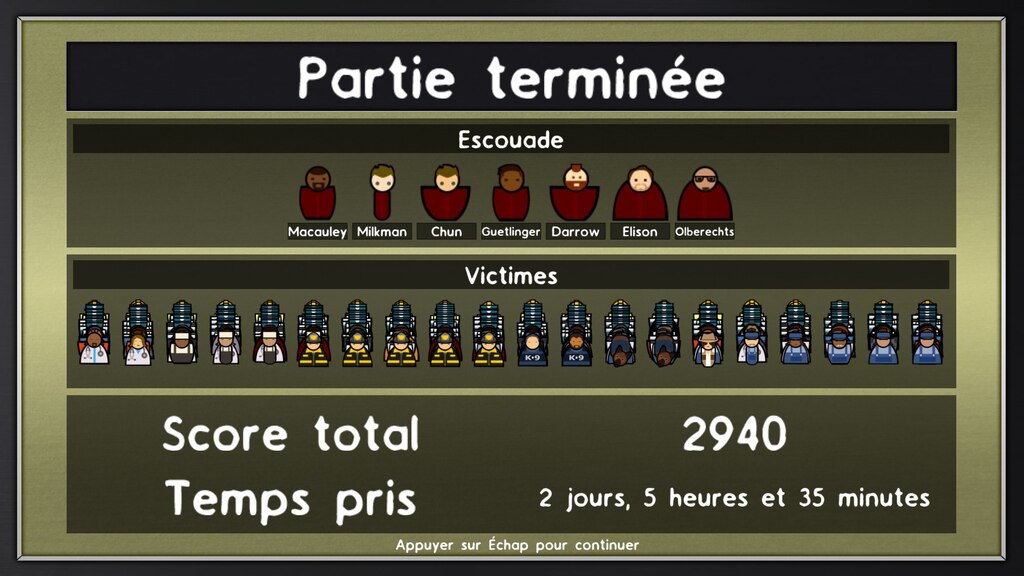 Partie terminée
Escouade
Macauley Milkman Chun Guetlinger Darrow Elison Olberechts
Victimes
K-9 K-9
Score total 2940
Temps pris 2 jours, 5 heures et 35 minutes
Appuyer sur Échap pour continuer